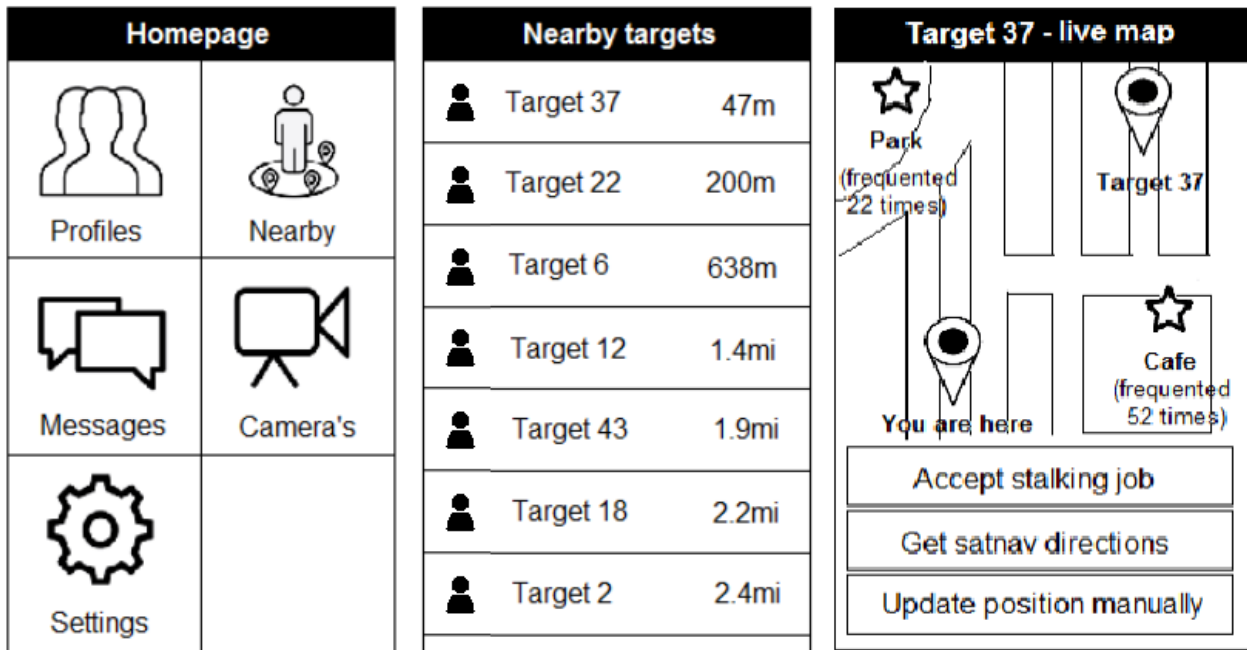 Homepage
Profiles
Nearby
Messages
Camera's
Settings
Nearby targets
Target 37 47m
Target 22 200m
Target 6 638m
Target 12 1.4mi
Target 43 1.9mi
Target 18 2.2mi
Target 2 2.4mi
Target 37 - live map
Park
(frequented
22 times)
Target 37
Cafe
(frequented
52 times)
You are here
Accept stalking job
Get satnav directions
Update position manually